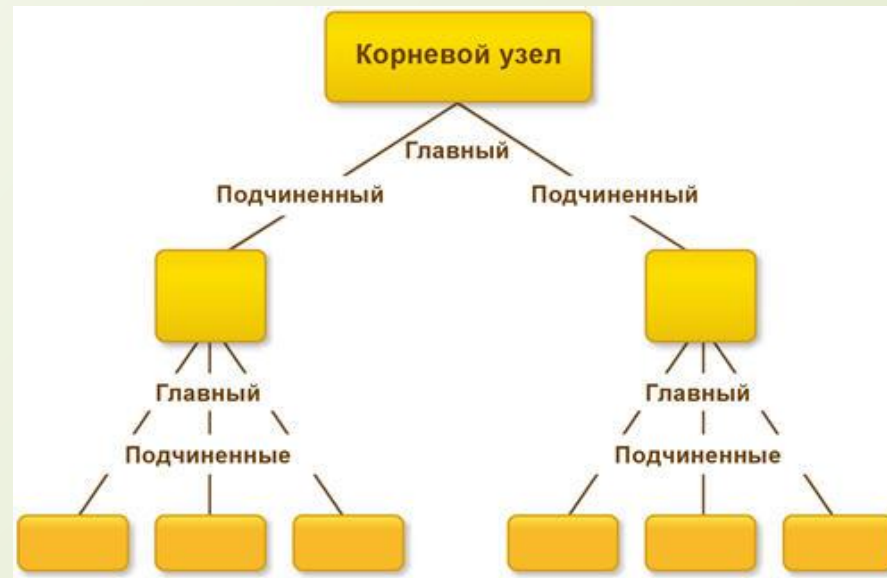 Корневой узел
Главный
Подчиненный Подчиненный
Главный Главный
Подчиненные Подчиненные